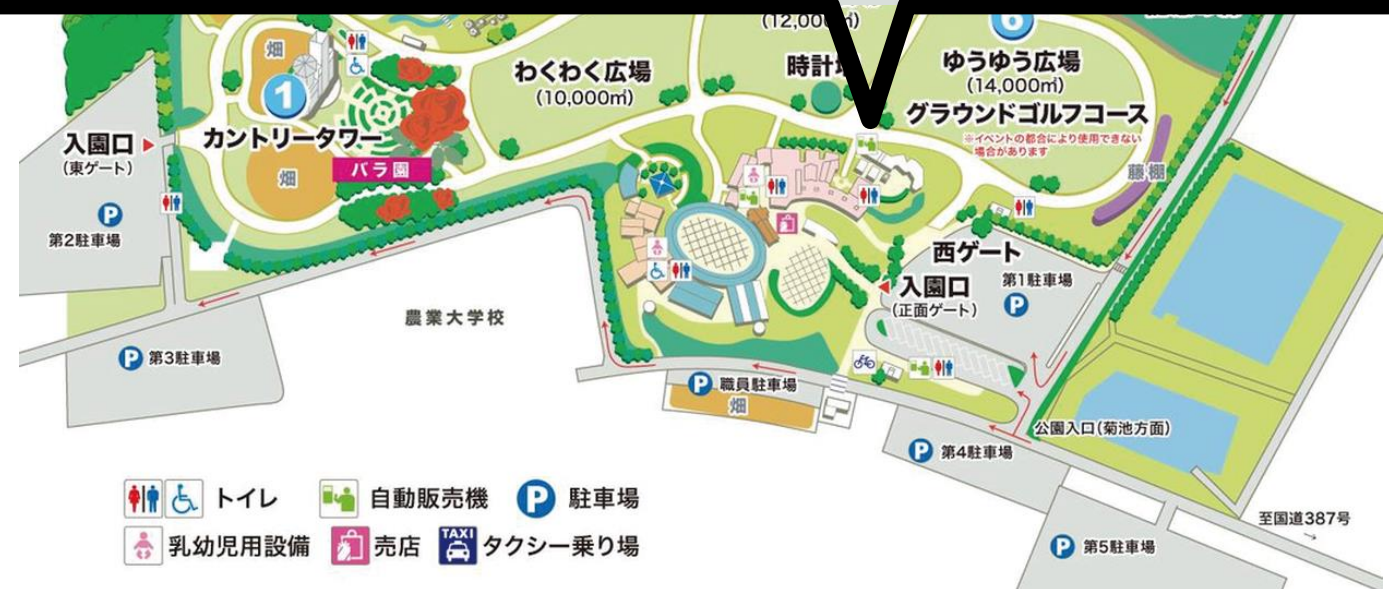 (12,000㎡)
6
わくわく広場
(10,000㎡)
時計
ゆうゆう広場
(14,000㎡)
グラウンドゴルフコース
※イベントの都合により使用できない
場合があります
畑
1
カントリータワー
入園口
(東ゲート)
バラ園
畑
藤棚
P
第2駐車場
西ゲート
入園口
(正面ゲート)
第1駐車場
P
農業大学校
P 第3駐車場
P 職員駐車場
畑
公園入口(菊池方面)
P 第4駐車場
至国道387号
→
P 第5駐車場
トイレ
自動販売機
P 駐車場
乳幼児用設備
売店
TAXI
タクシー乗り場